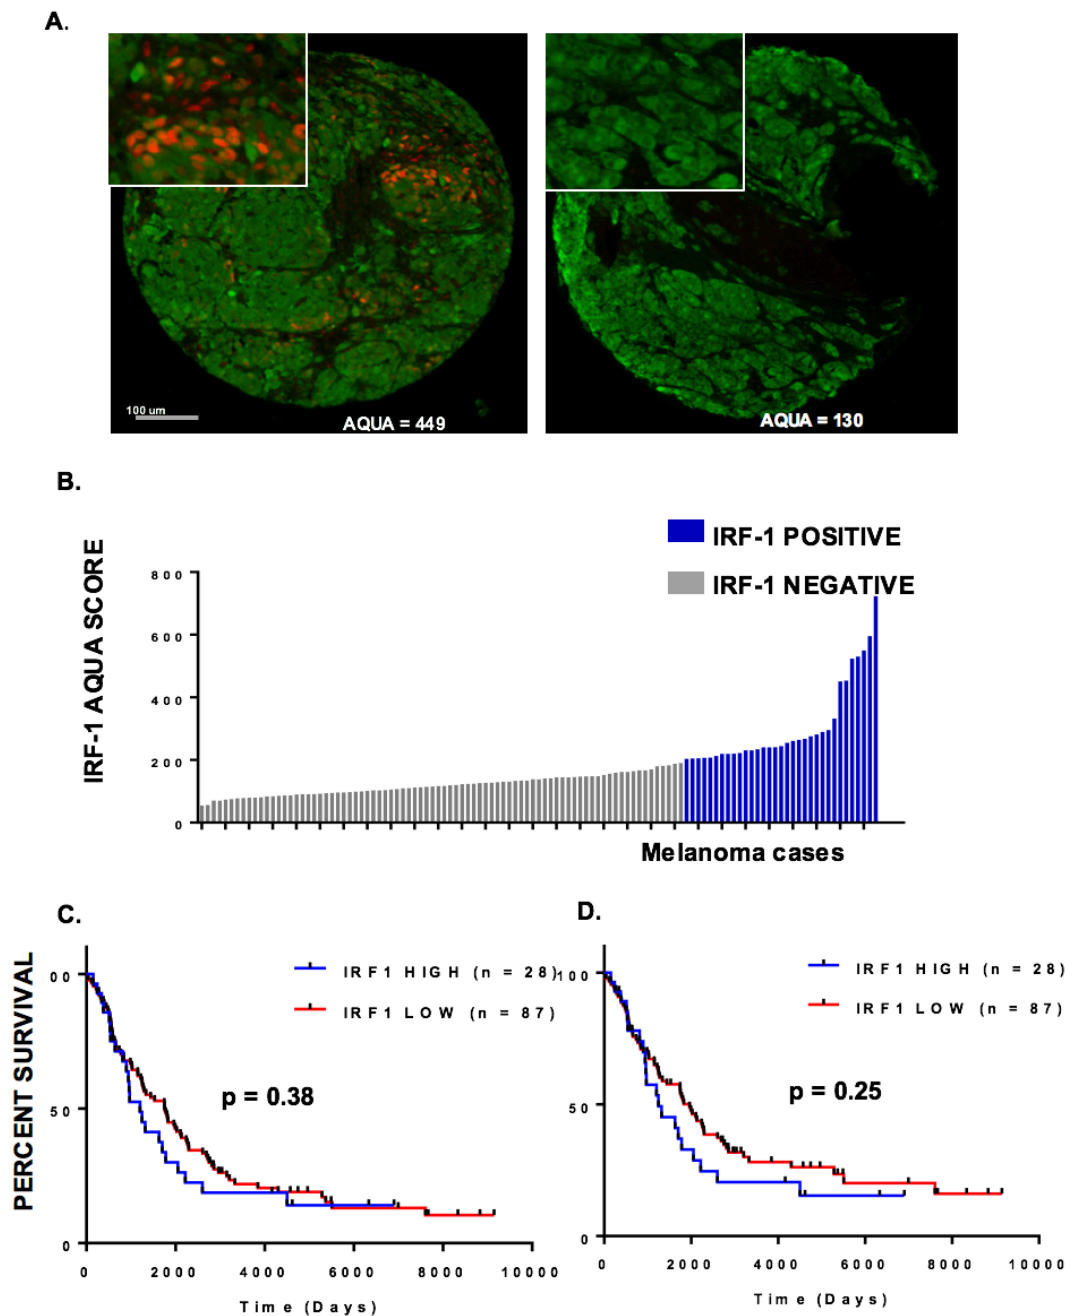 A.
100 um
AQUA = 449
AQUA = 130
B.
IRF-1 POSITIVE
IRF-1 NEGATIVE
IRF-1 AQUA SCORE
800
600
400
200
0
Melanoma cases
C.
PERCENT SURVIVAL
00
50
0
IRF1 HIGH (n = 28)
IRF1 LOW (n = 87)
p = 0.38
0 2000 4000 6000 8000 10000
Time (Days)
D.
100
50
0
IRF1 HIGH (n = 28)
IRF1 LOW (n = 87)
p = 0.25
0 2000 4000 6000 8000 10000
Time (Days)